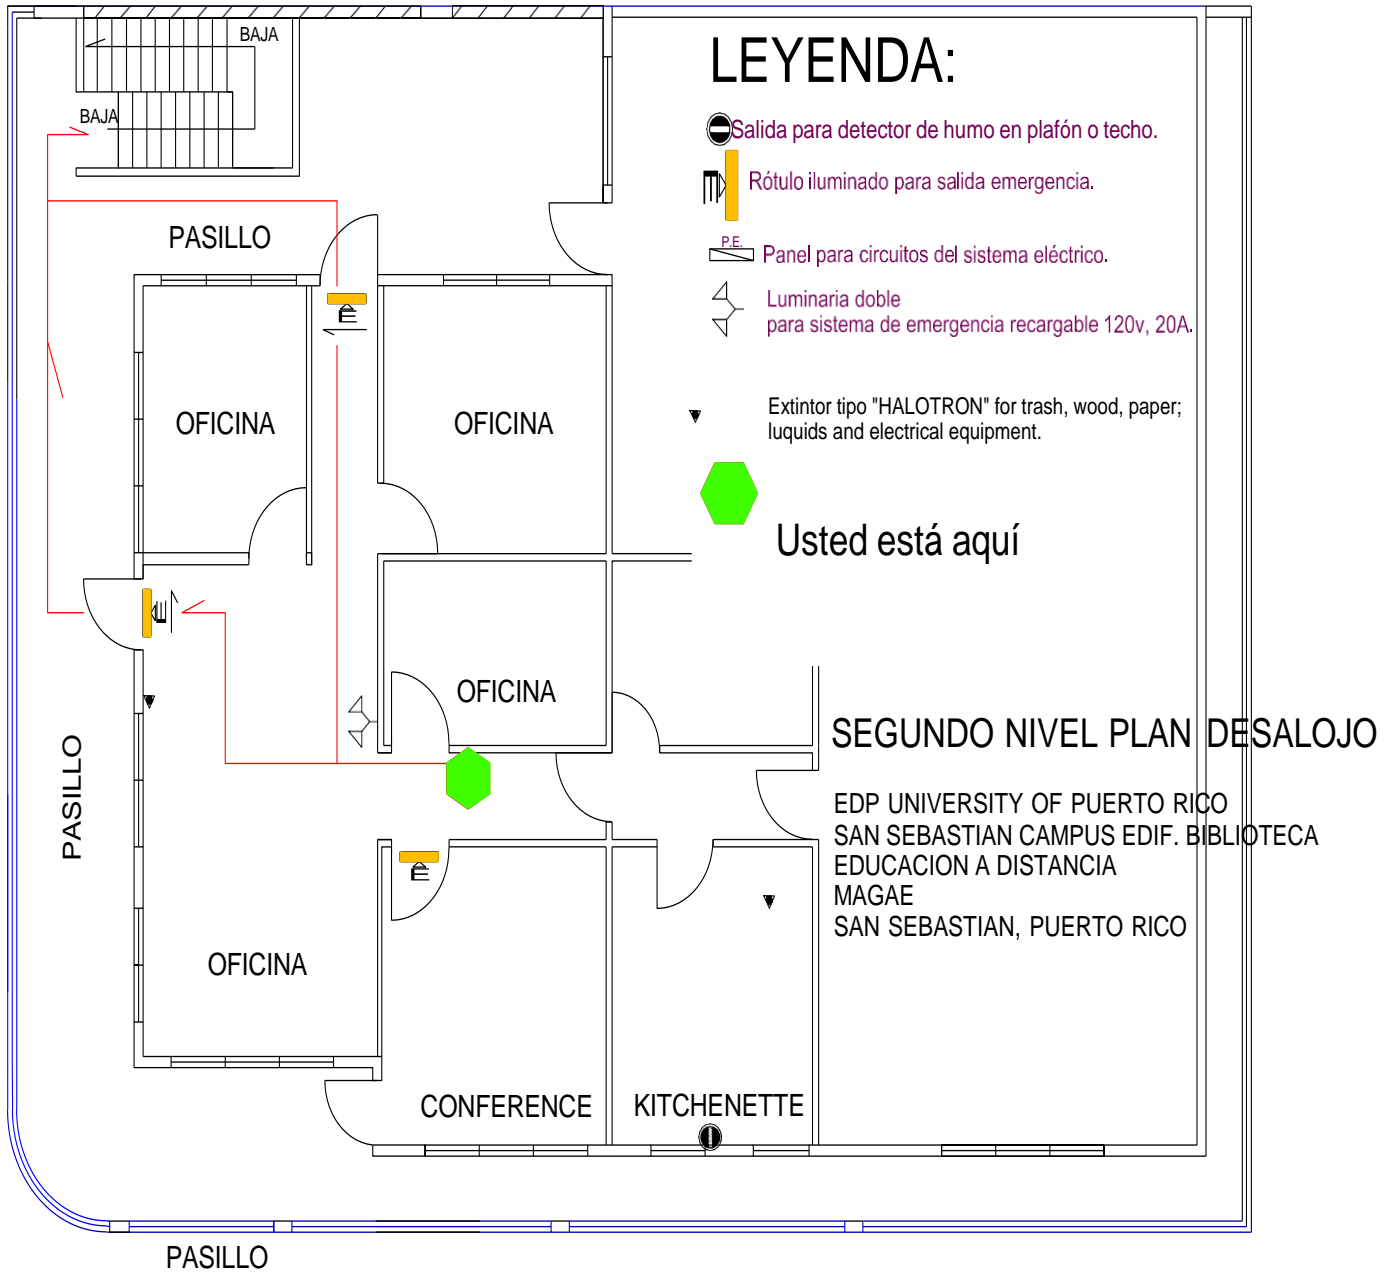 BAJA
BAJA
PASILLO
LEYENDA:
Salida para detector de humo en plafón o techo.
Rótulo iluminado para salida emergencia.
P.E.
Panel para circuitos del sistema eléctrico.
Luminaria doble
para sistema de emergencia recargable 120v, 20A.
Extintor tipo "HALOTRON" for trash, wood, paper;
luquids and electrical equipment.
Usted está aquí
OFICINA
OFICINA
OFICINA
PASILLO
SEGUNDO NIVEL PLAN DESALOJO
EDP UNIVERSITY OF PUERTO RICO
SAN SEBASTIAN CAMPUS EDIF. BIBLIOTECA
EDUCACION A DISTANCIA
MAGAE
SAN SEBASTIAN, PUERTO RICO
OFICINA
CONFERENCE
KITCHENETTE
PASILLO